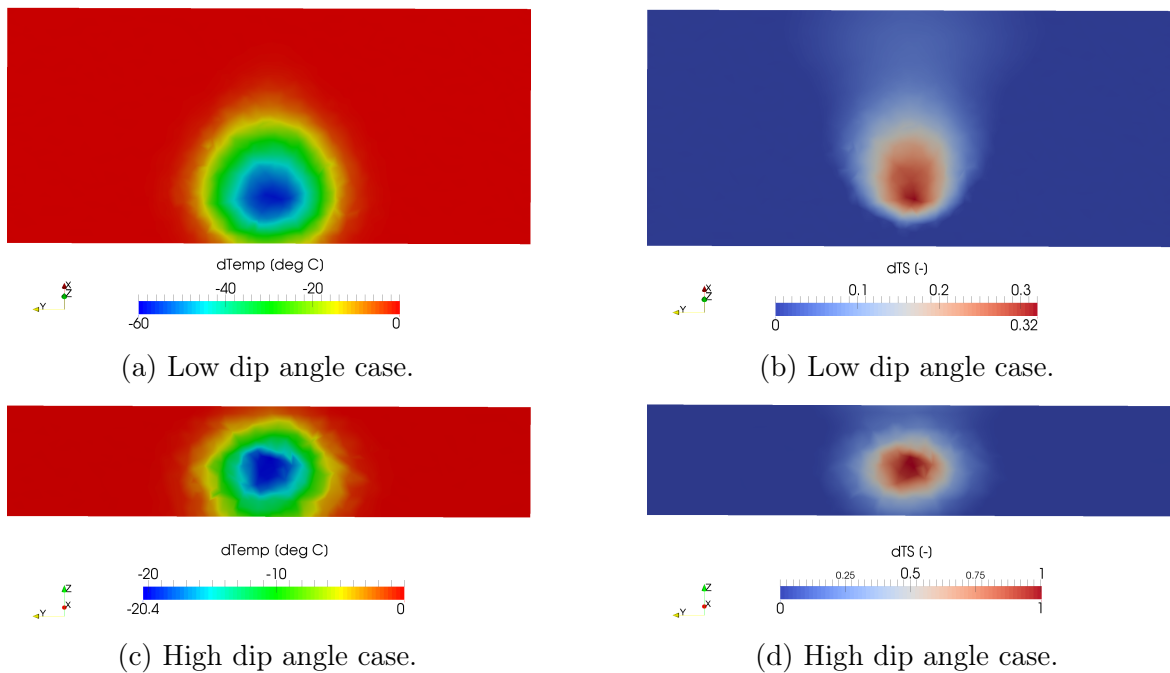 dTemp (deg C)
-40 -20
-60 0
X
Z
Y
(a) Low dip angle case.
dTS (-)
0.1 0.2 0.3
0 0.32
X
Z
Y
(b) Low dip angle case.
dTemp (deg C)
-20 -10
-20.4 0
Z
X
Y
(c) High dip angle case.
dTS (-)
0.25 0.5 0.75 1
0 1
Z
X
Y
(d) High dip angle case.